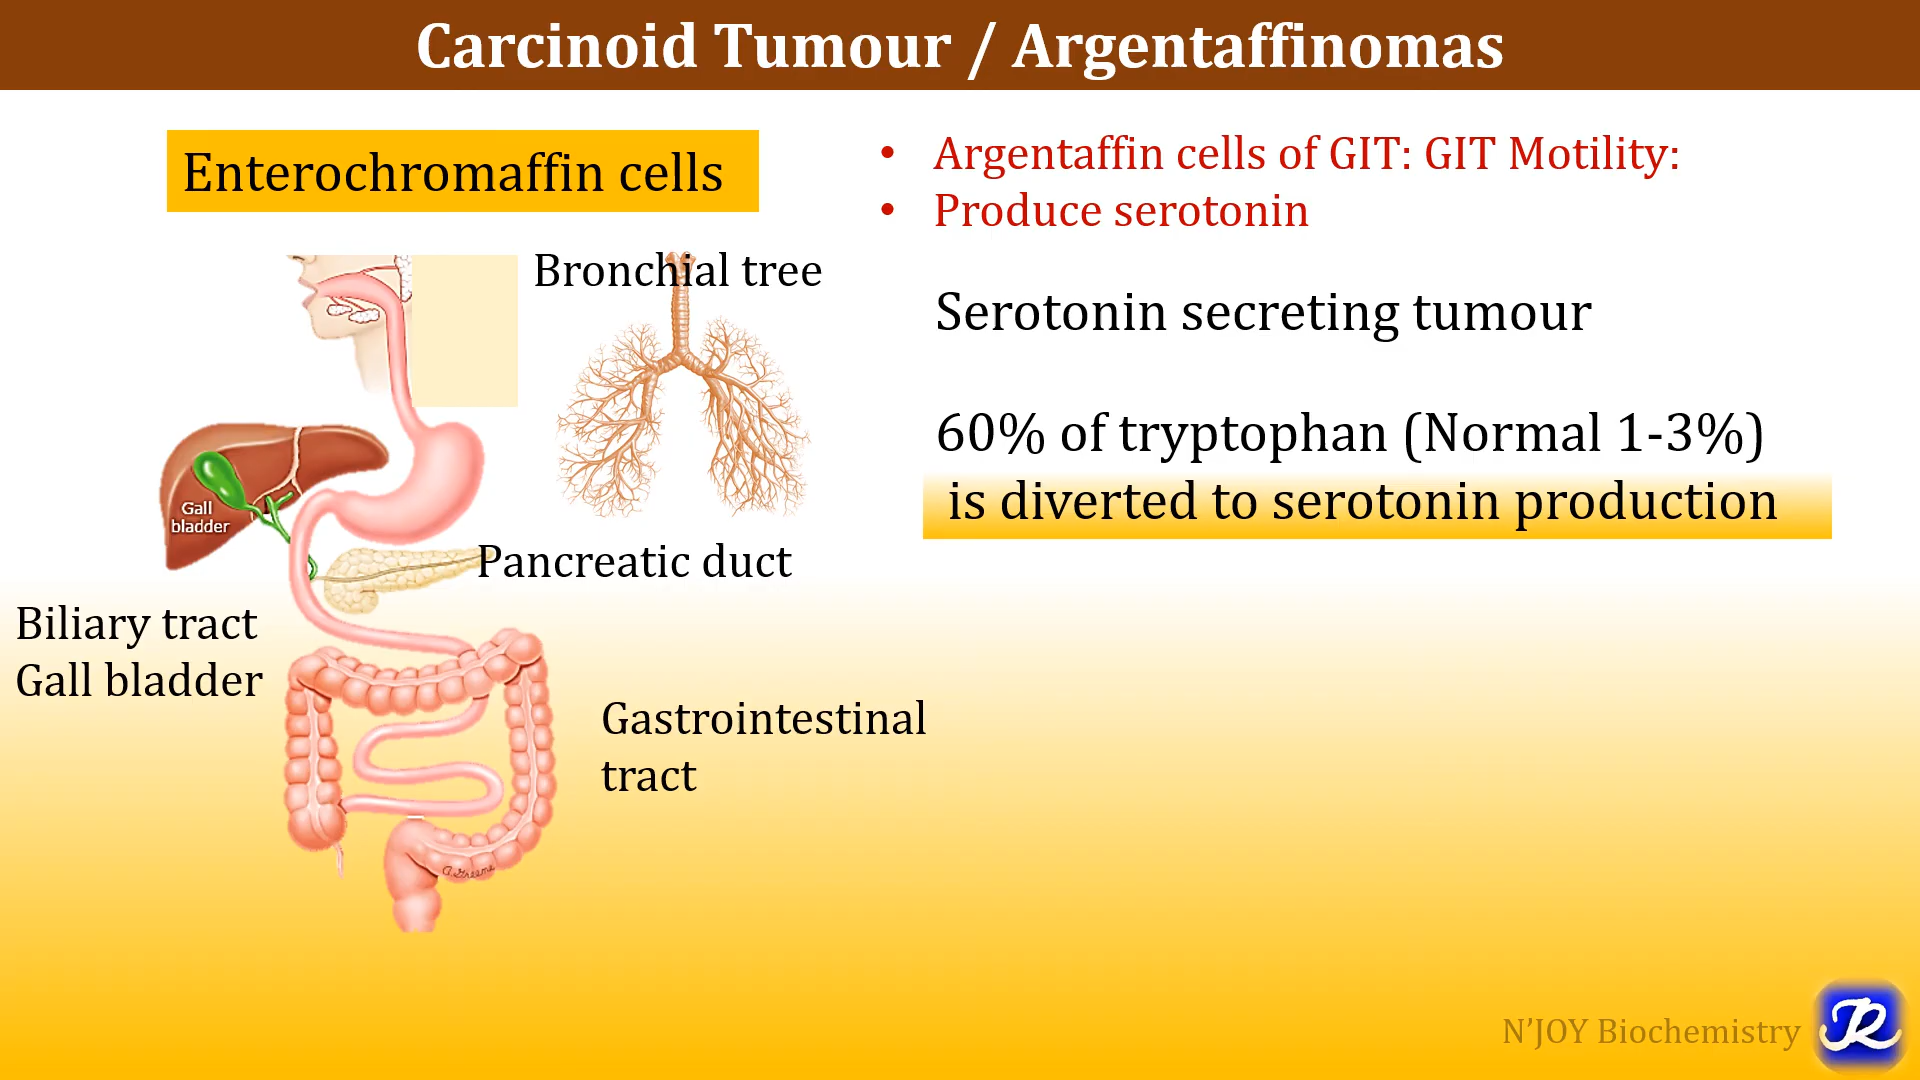 Carcinoid Tumour / Argentaffinomas
Enterochromaffin cells
• Argentaffin cells of GIT: GIT Motility:
• Produce serotonin
Bronchial tree
Serotonin secreting tumour
60% of tryptophan (Normal 1-3%)
is diverted to serotonin production
Gall
bladder
Pancreatic duct
Biliary tract
Gall bladder
Gastrointestinal
tract
N'JOY Biochemistry